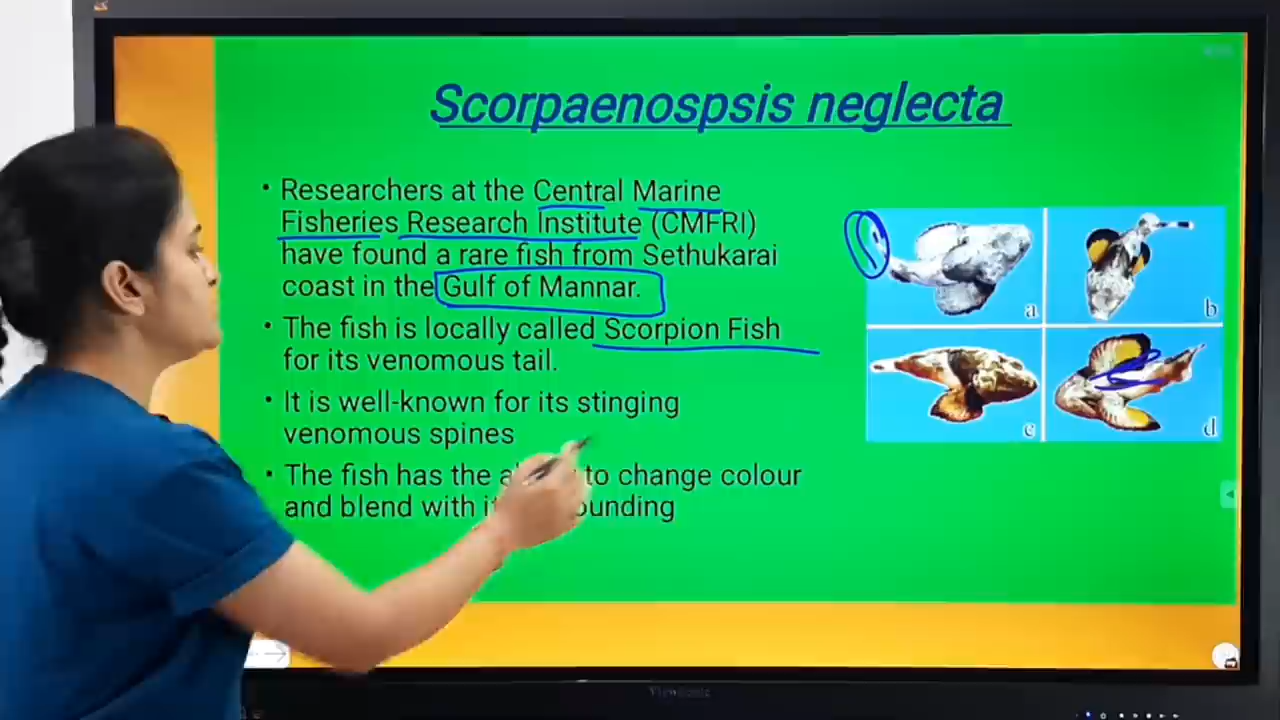 Scorpaenospsis neglecta
• Researchers at the Central Marine
Fisheries Research Institute (CMFRI)
have found a rare fish from Sethukarai
coast in the Gulf of Mannar.
• The fish is locally called Scorpion Fish
for its venomous tail.
• It is well-known for its stinging
venomous spines
• The fish has the to change colour
and blend with
a
b
c
d
ViewSonic